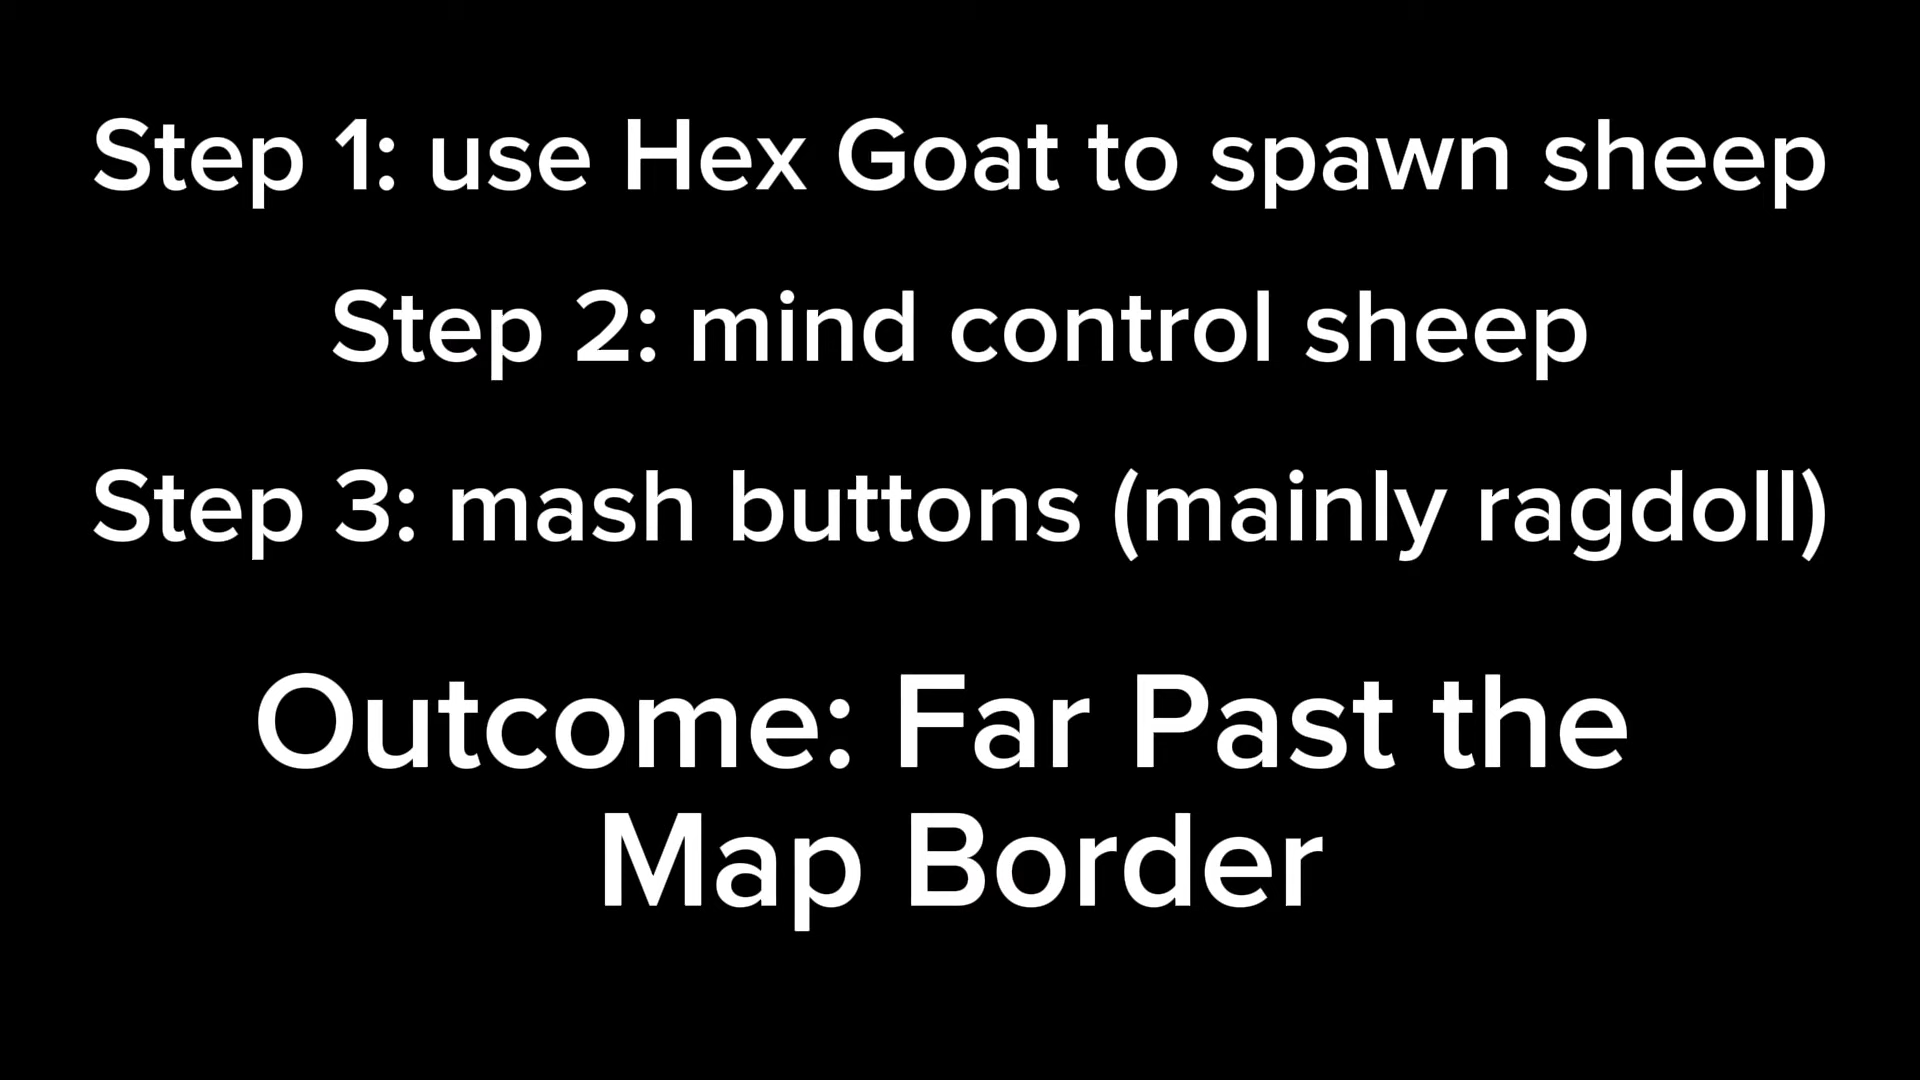 Step 1: use Hex Goat to spawn sheep
Step 2: mind control sheep
Step 3: mash buttons (mainly ragdoll)
Outcome: Far Past the
Map Border